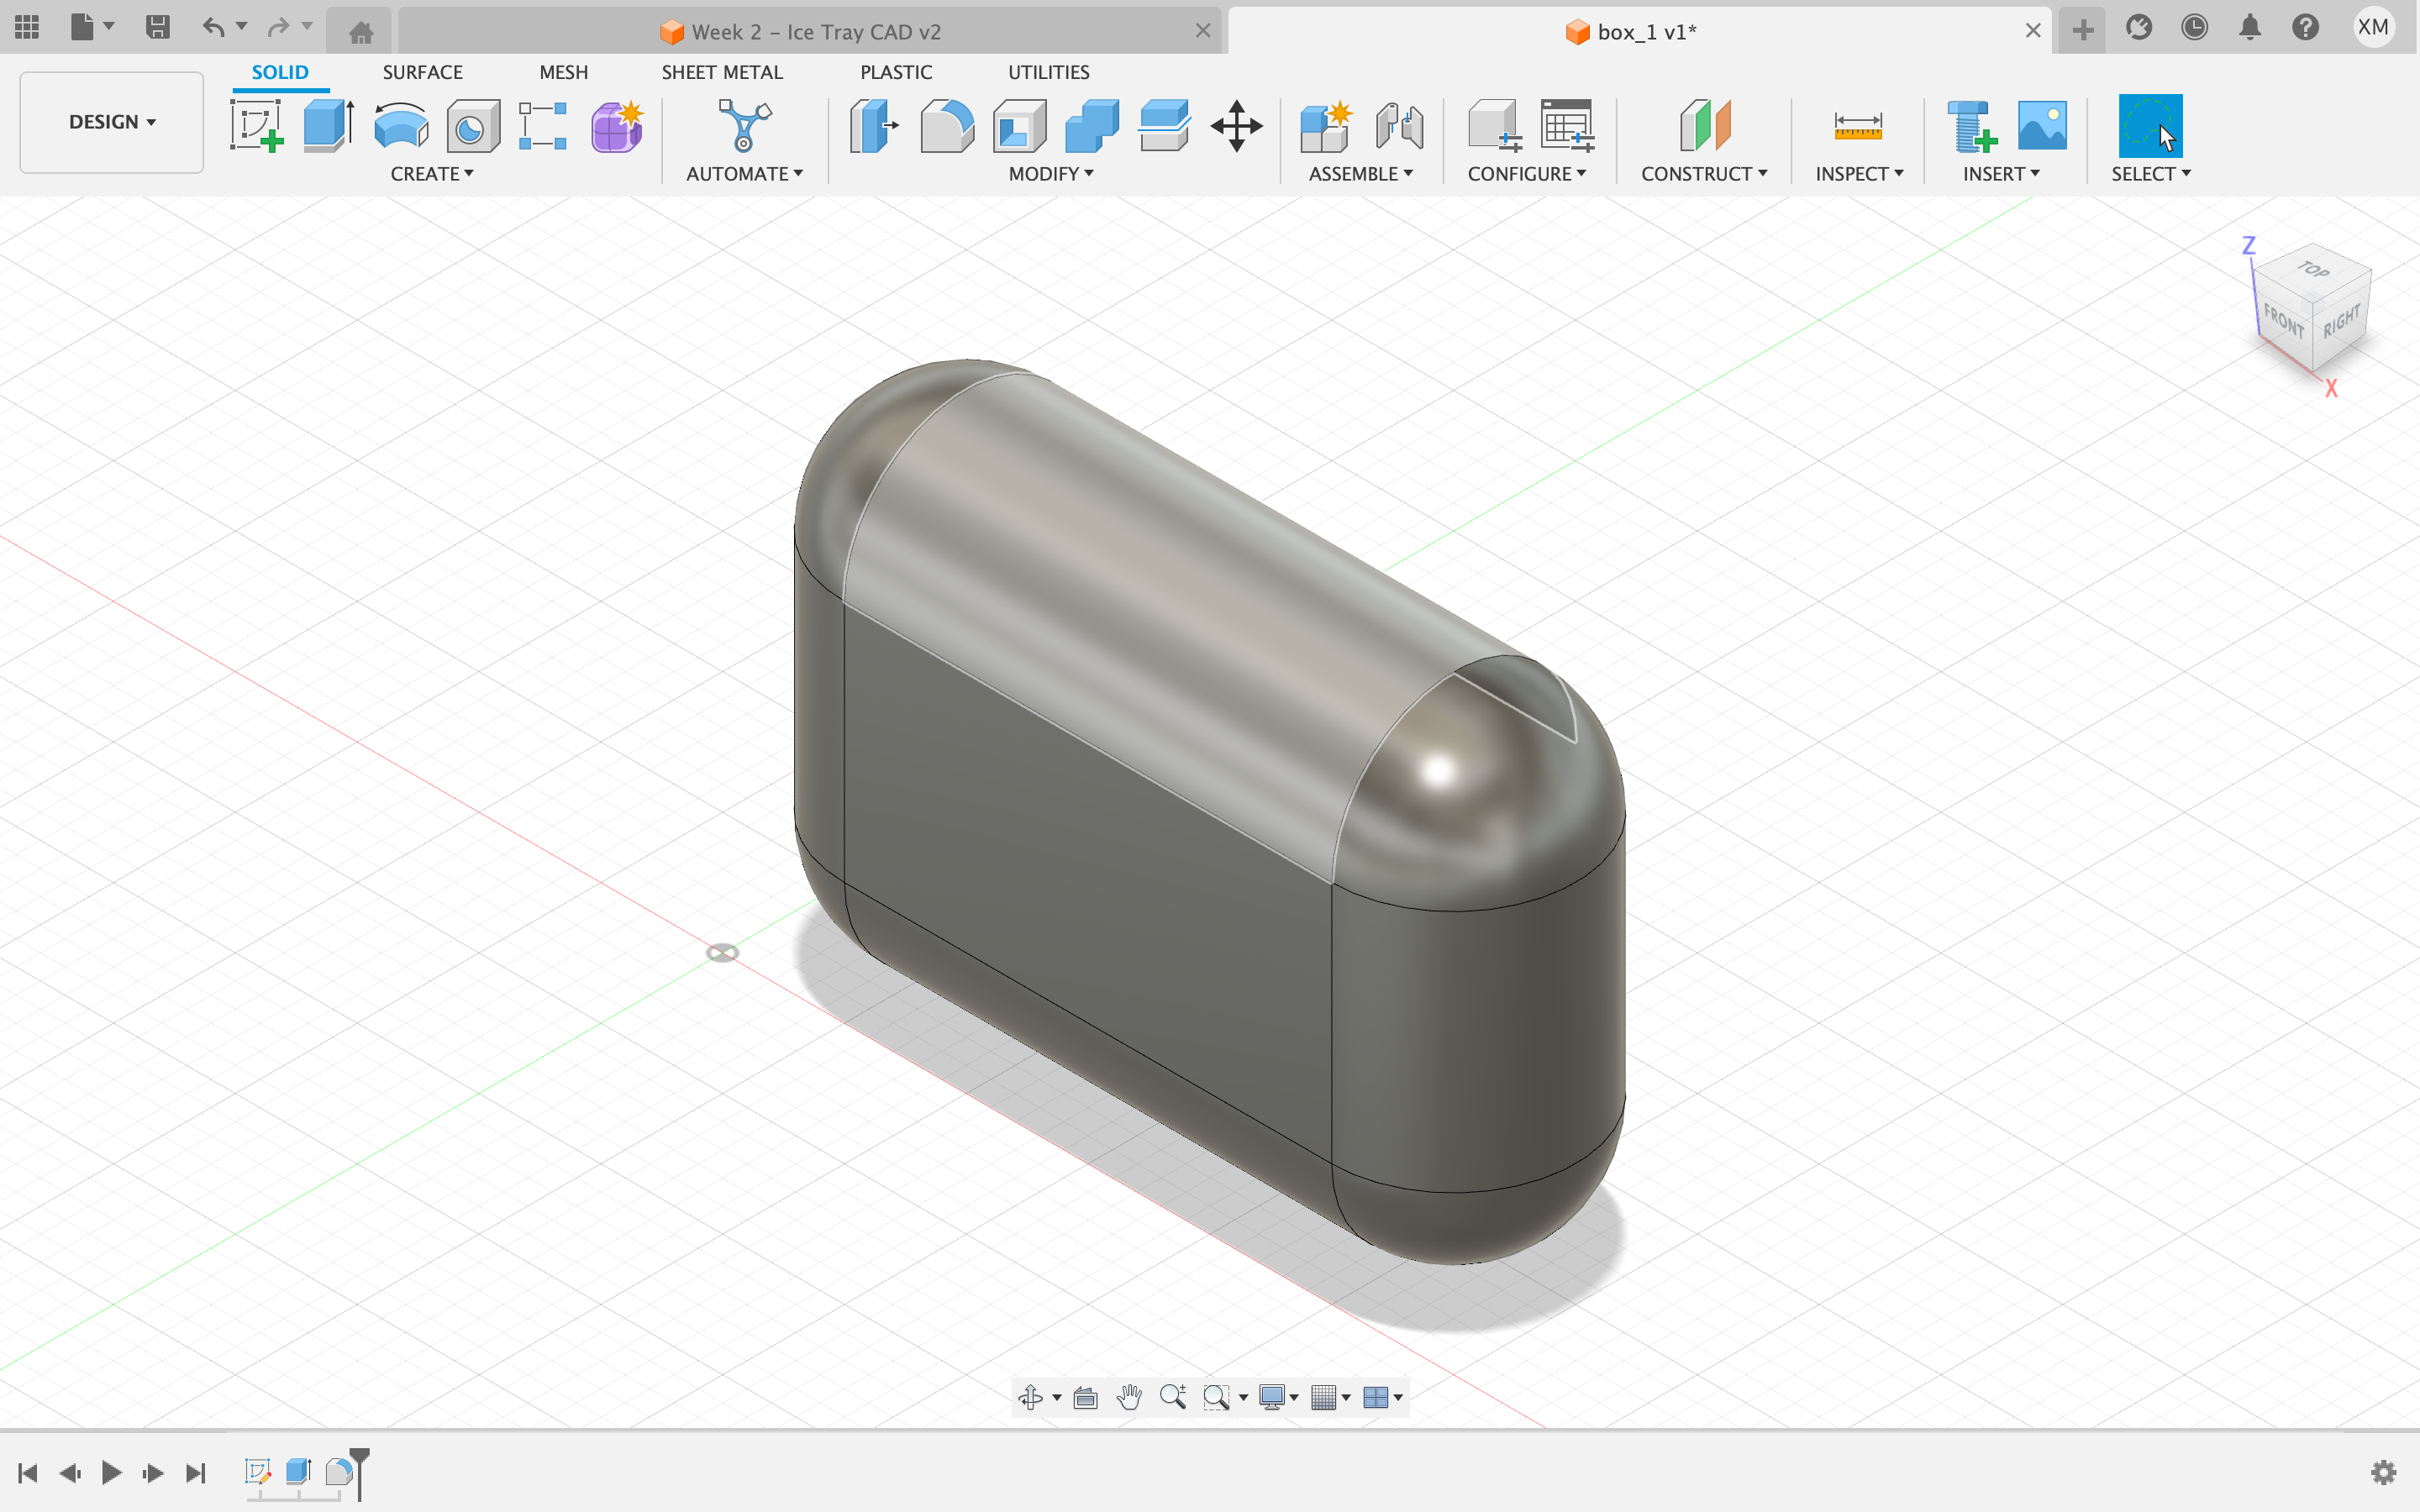 Week 2 – Ice Tray CAD v2
box_1 v1*
XM
DESIGN
SOLID
SURFACE
MESH
SHEET METAL
PLASTIC
UTILITIES
CREATE
AUTOMATE
MODIFY
ASSEMBLE
CONFIGURE
CONSTRUCT
INSPECT
INSERT
SELECT
Z
TOP
FRONT
RIGHT
X